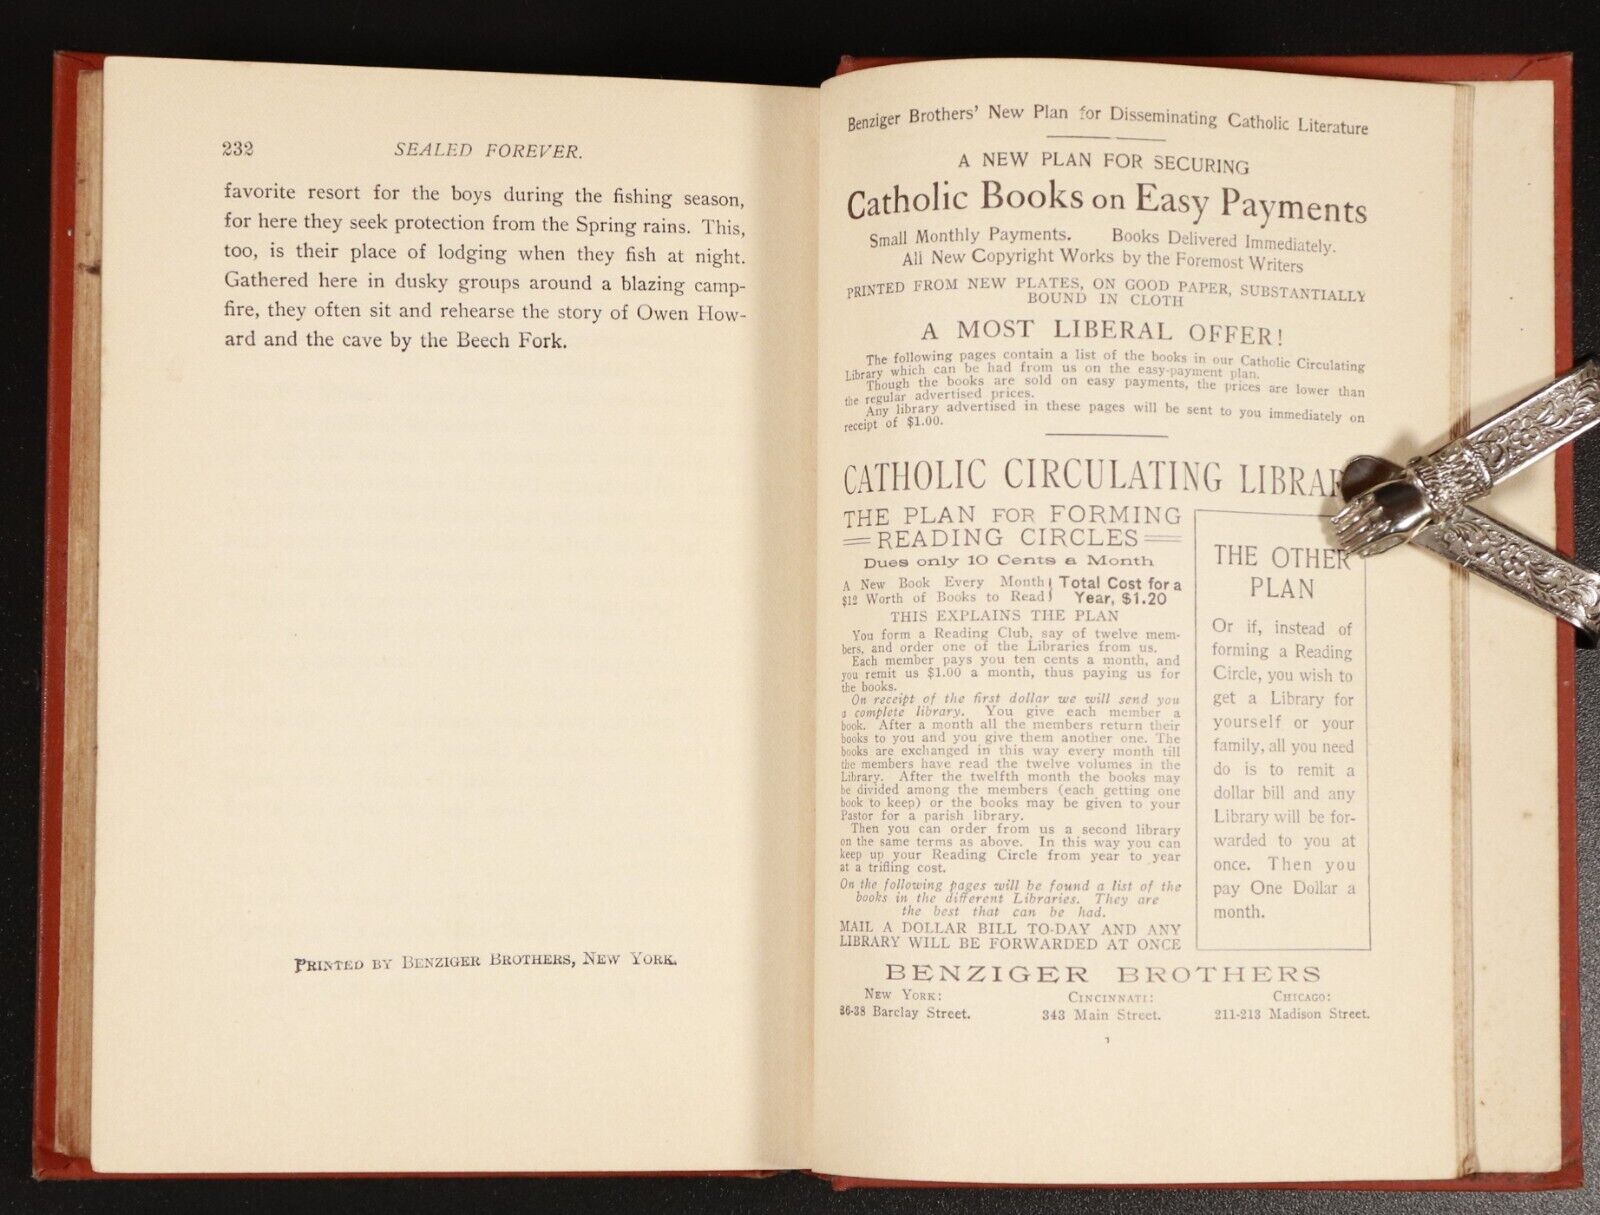 232
SEALED FOREVER.
favorite resort for the boys during the fishing season,
for here they seek protection from the Spring rains. This,
too, is their place of lodging when they fish at night.
Gathered here in dusky groups around a blazing camp-
fire, they often sit and rehearse the story of Owen How-
ard and the cave by the Beech Fork.
PRINTED BY BENZIGER BROTHERS, NEW YORK.
Benziger Brothers' New Plan for Disseminating Catholic Literature
A NEW PLAN FOR SECURING
Catholic Books on Easy Payments
Small Monthly Payments. Books Delivered Immediately.
All New Copyright Works by the Foremost Writers
PRINTED FROM NEW PLATES, ON GOOD PAPER, SUBSTANTIALLY
BOUND IN CLOTH
A MOST LIBERAL OFFER!
The following pages contain a list of the books in our Catholic Circulating
Library which can be had from us on the easy-payment plan.
Though the books are sold on easy payments, the prices are lower than
the regular advertised prices.
Any library advertised in these pages will be sent to you immediately on
receipt of $1.00.
CATHOLIC CIRCULATING LIBRAR
THE PLAN FOR FORMING
READING CIRCLES
Dues only 10 Cents a Month
A New Book Every Month } Total Cost for a
$12 Worth of Books to Read } Year, $1.20
THIS EXPLAINS THE PLAN
You form a Reading Club, say of twelve mem-
bers, and order one of the Libraries from us.
Each member pays you ten cents a month, and
you remit us $1.00 a month, thus paying us for
the books.
On receipt of the first dollar we will send you
a complete library. You give each member a
book. After a month all the members return their
books to you and you give them another one. The
books are exchanged in this way every month till
the members have read the twelve volumes in the
Library. After the twelfth month the books may
be divided among the members (each getting one
book to keep) or the books may be given to your
Pastor for a parish library.
Then you can order from us a second library
on the same terms as above. In this way you can
keep up your Reading Circle from year to year
at a trifling cost.
On the following pages will be found a list of the
books in the different Libraries. They are
the best that can be had.
MAIL A DOLLAR BILL TO-DAY AND ANY
LIBRARY WILL BE FORWARDED AT ONCE
THE OTHER
PLAN
Or if, instead of
forming a Reading
Circle, you wish to
get a Library for
yourself or your
family, all you need
do is to remit a
dollar bill and any
Library will be for-
warded to you at
once. Then you
pay One Dollar a
month.
BENZIGER BROTHERS
NEW YORK: CINCINNATI: CHICAGO:
36-38 Barclay Street. 343 Main Street. 211-213 Madison Street.
1